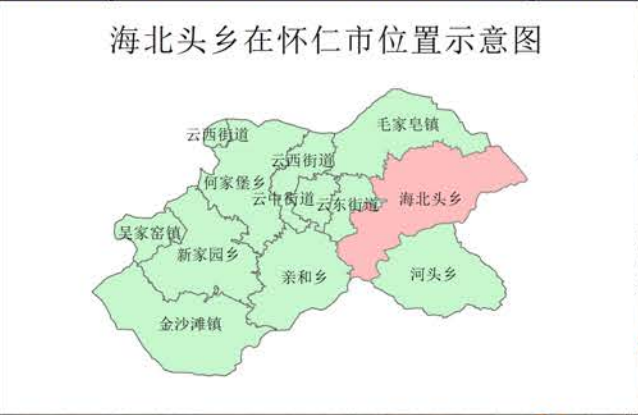 海北头乡在怀仁市位置示意图
毛家皂镇
云西街道
云西街道
何家堡乡
云中街道
云东街道
海北头乡
吴家窑镇
新家园乡
亲和乡
河头乡
金沙滩镇